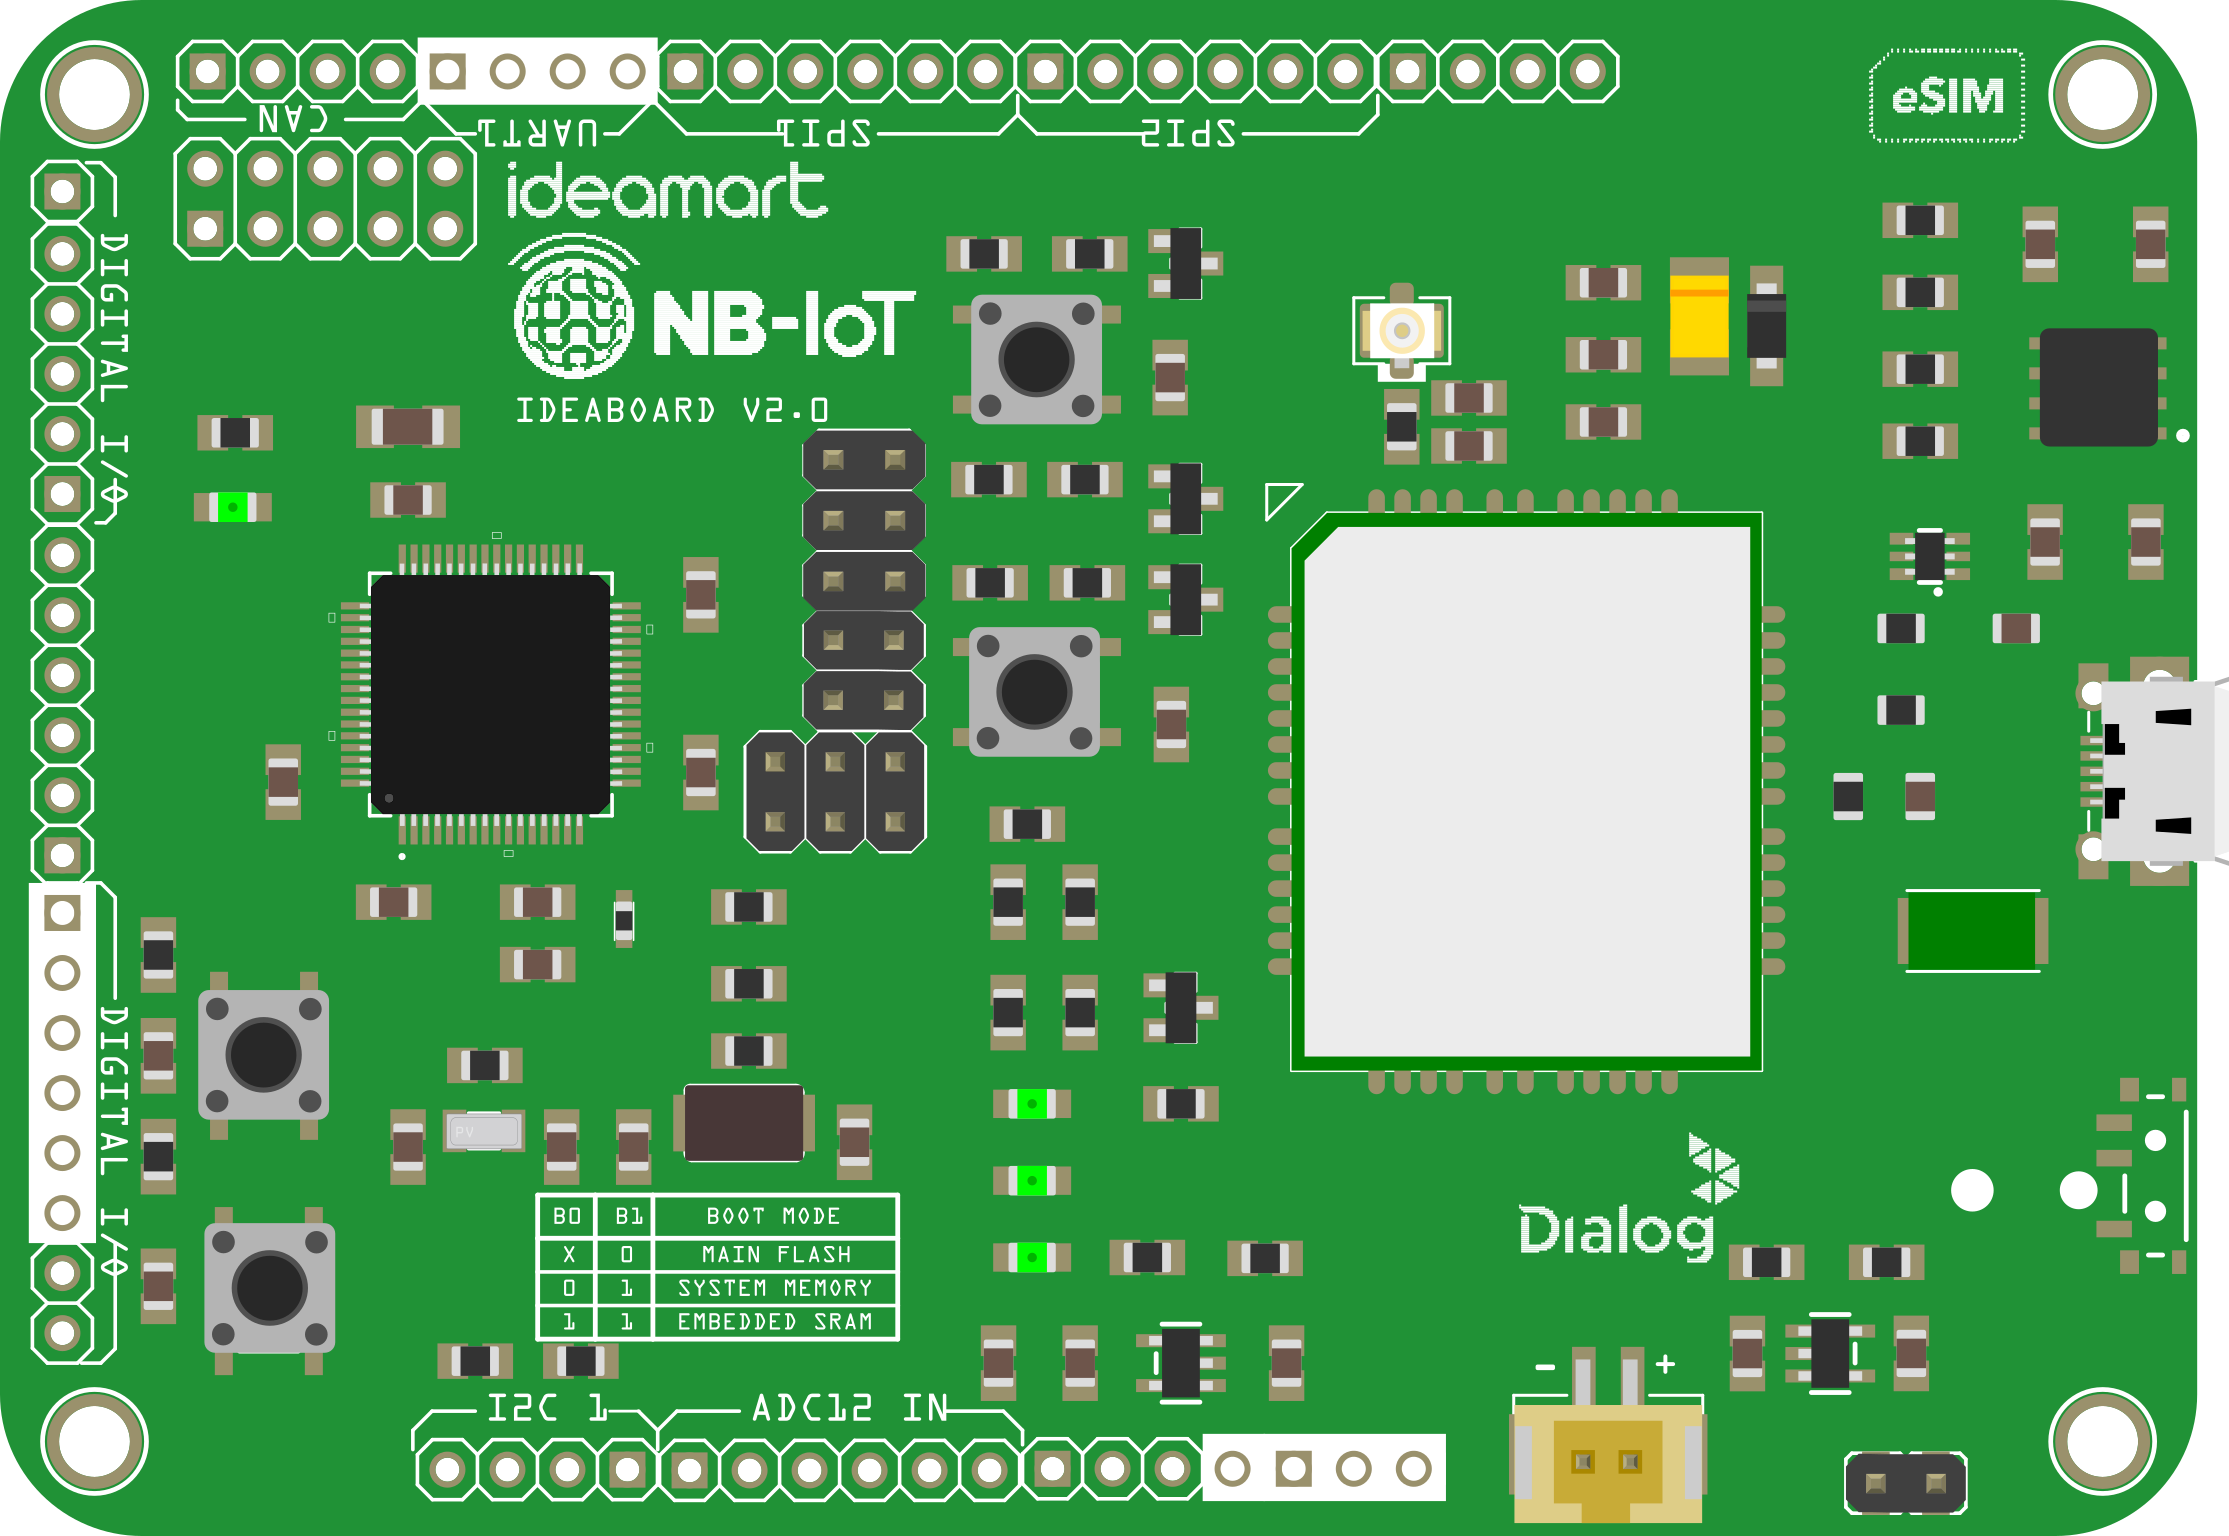 eSIM
CAN
UART1
SPI1
SPI2
ideamart
NB-IoT
IDEABOARD V2.0
DIGITAL I/O
DIGITAL I/O
PV
B0 B1 BOOT MODE
X 0 MAIN FLASH
0 1 SYSTEM MEMORY
1 1 EMBEDDED SRAM
Dialog
- +
I2C 1
ADC12 IN